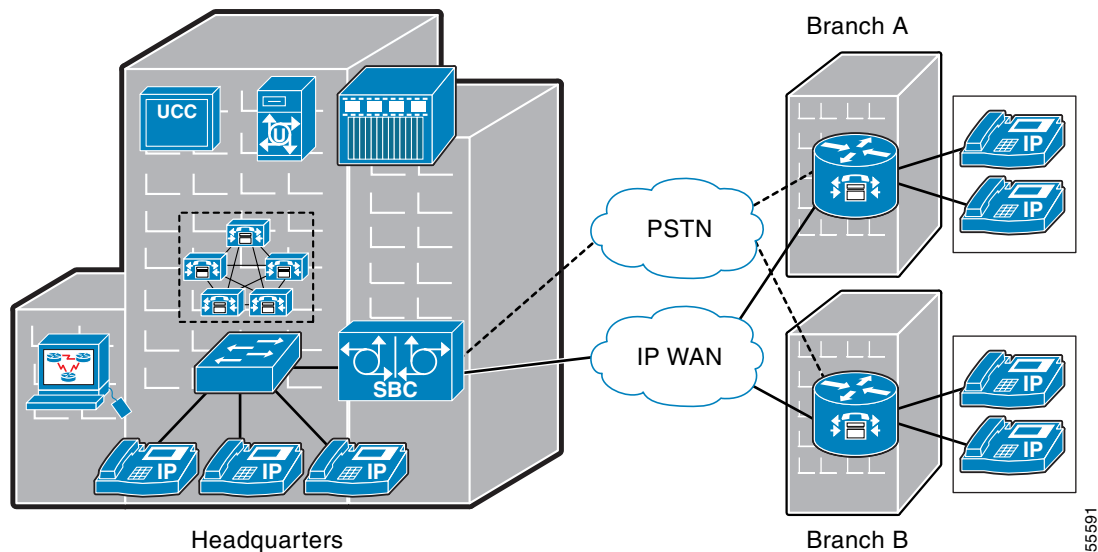 Branch A
UCC
U
IP
IP
PSTN
IP WAN
SBC
IP
IP
IP
IP
IP
Headquarters
Branch B
55591